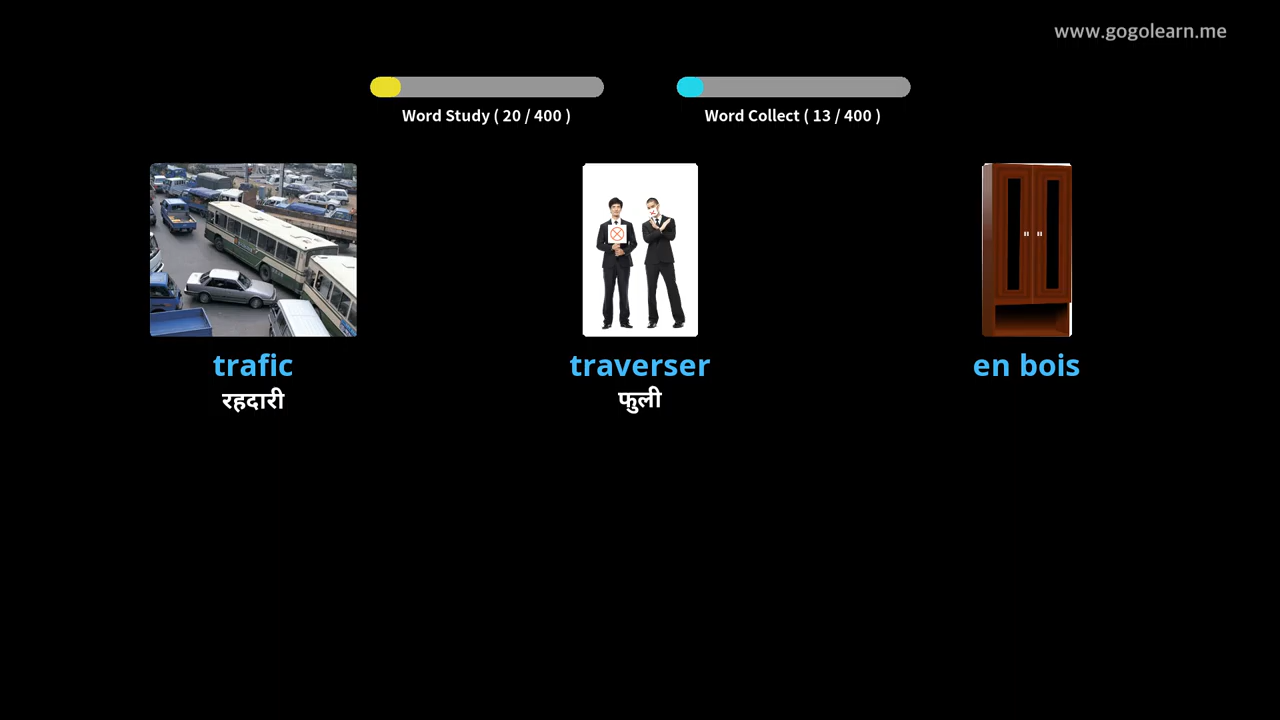 www.gogolearn.me
Word Study ( 20 / 400 )
Word Collect ( 13 / 400 )
trafic
traverser
en bois
रहदारी
फुली